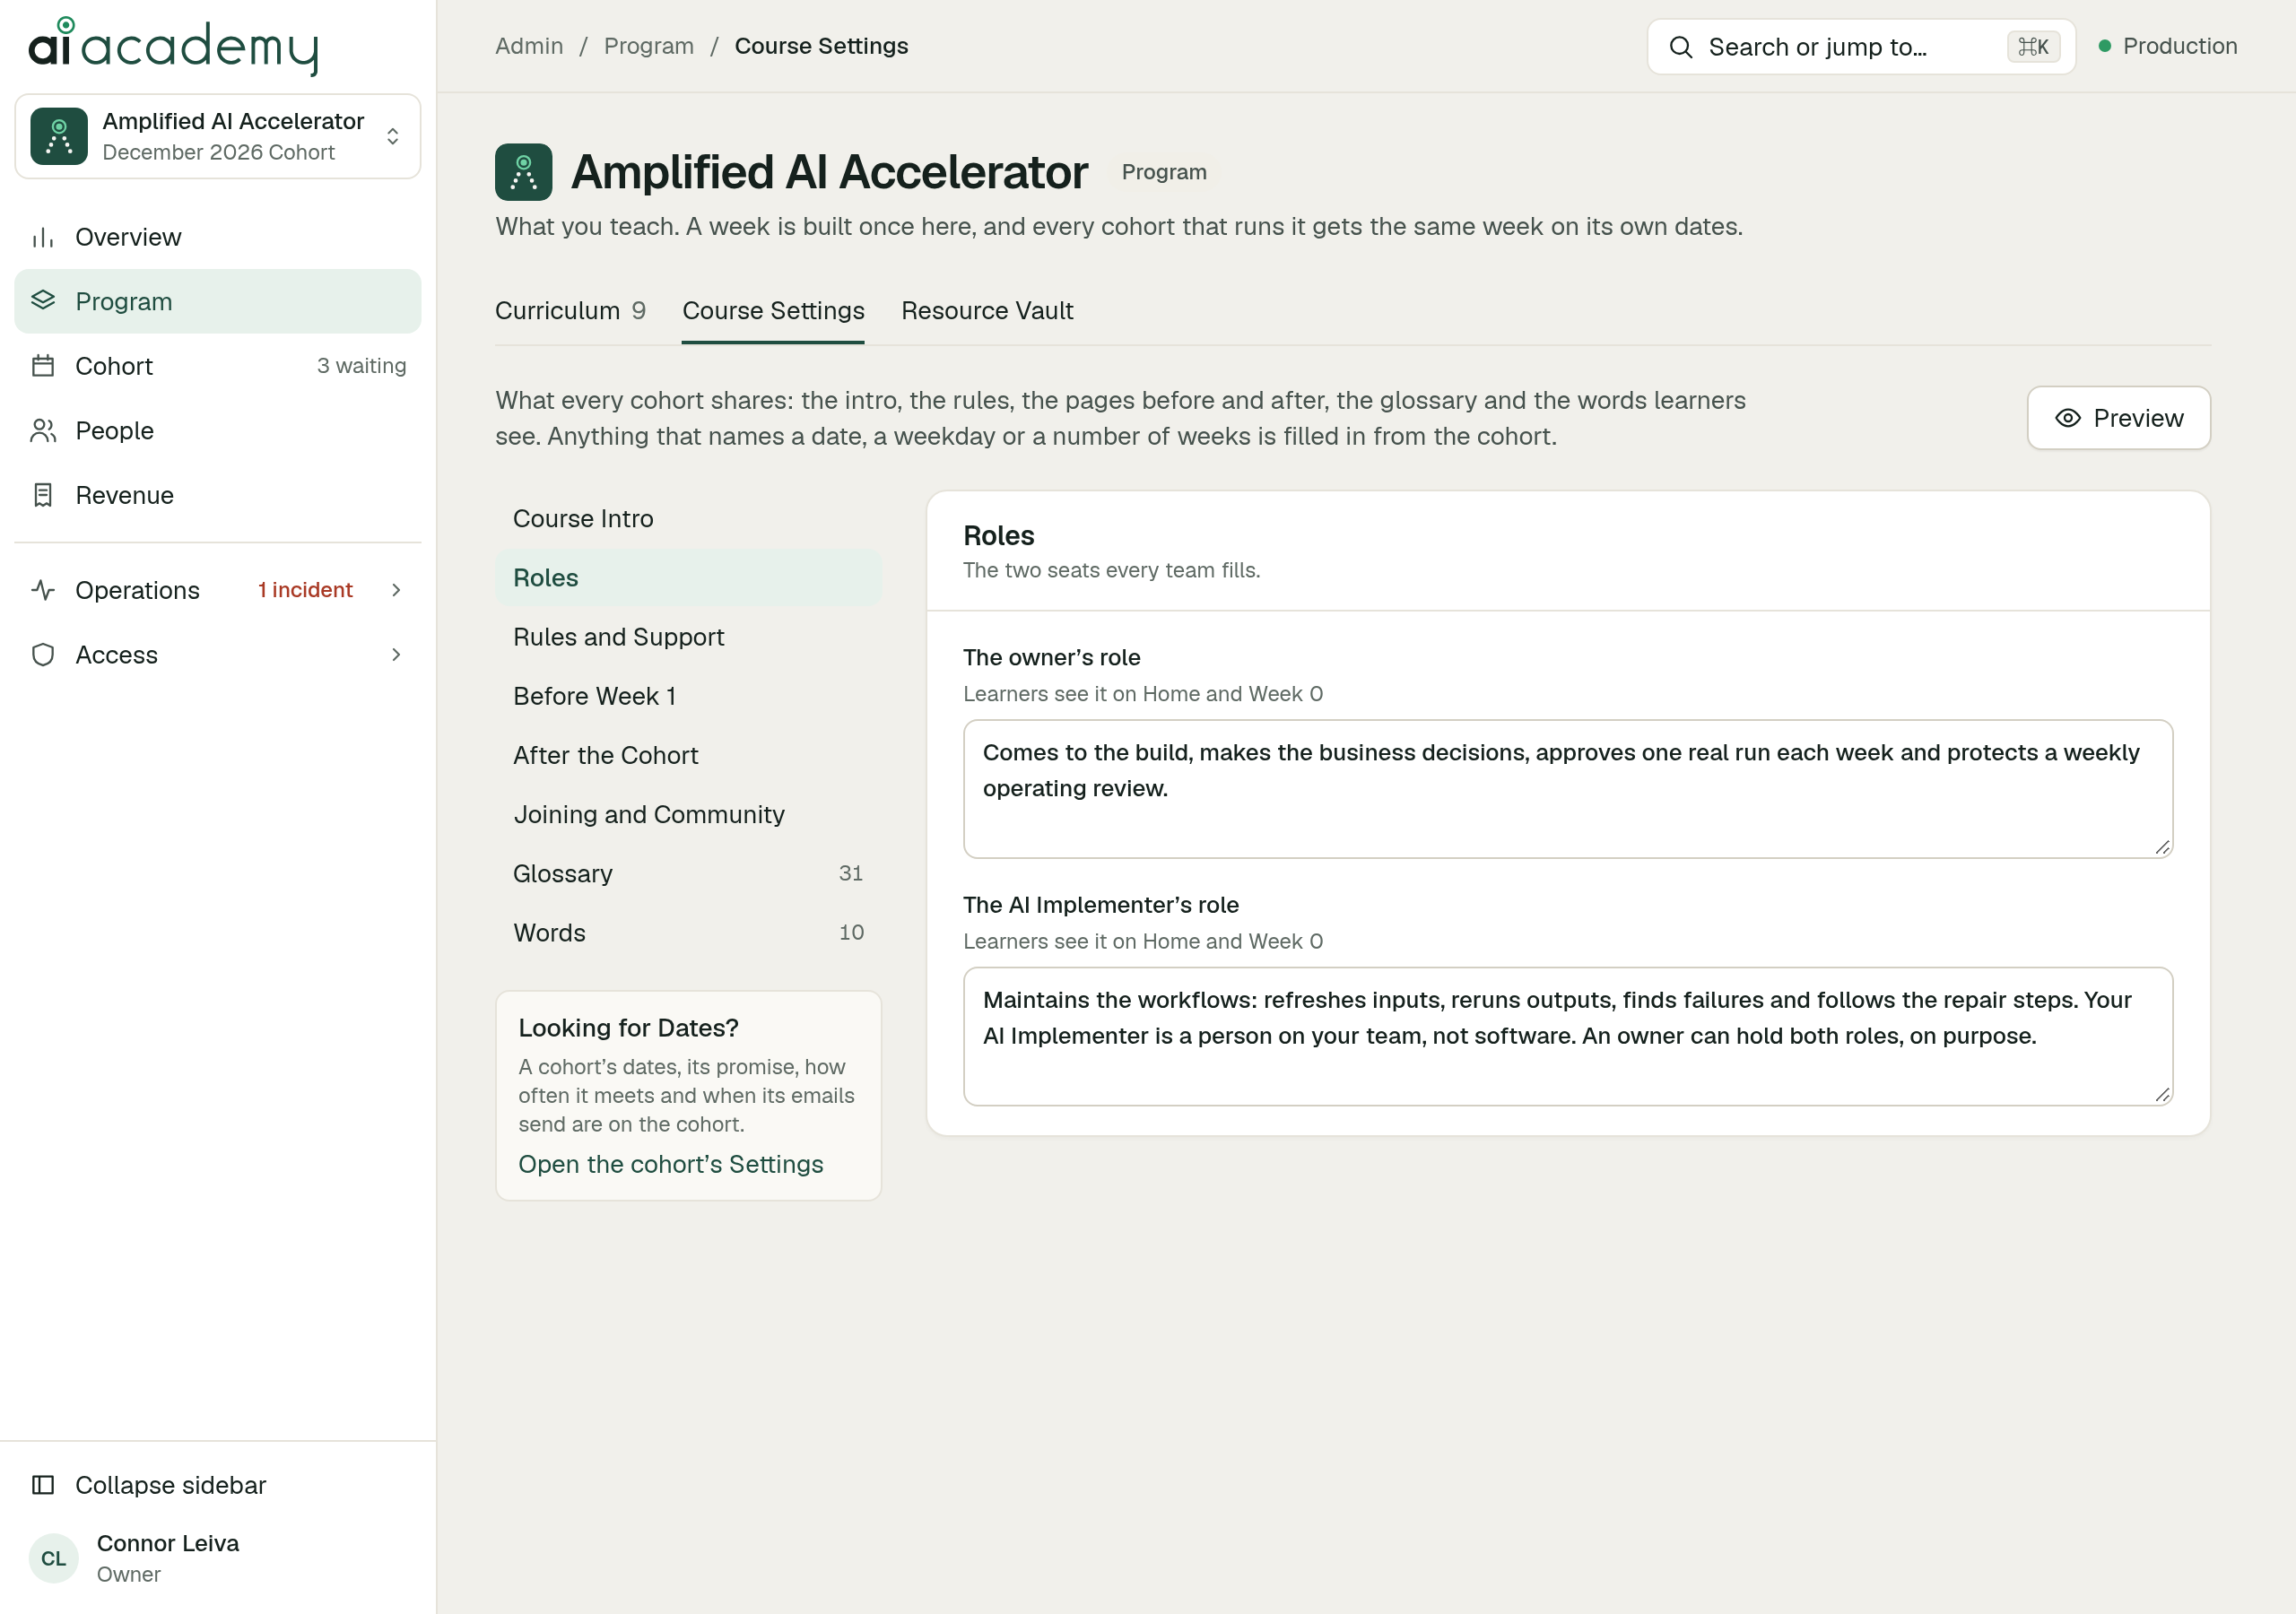 ai academy
Amplified AI Accelerator
December 2026 Cohort
Overview
Program
Cohort 3 waiting
People
Revenue
Operations 1 incident
Access
Collapse sidebar
CL
Connor Leiva
Owner
Admin / Program / Course Settings
Search or jump to... ⌘K
Production
Amplified AI Accelerator Program
What you teach. A week is built once here, and every cohort that runs it gets the same week on its own dates.
Curriculum 9 Course Settings Resource Vault
What every cohort shares: the intro, the rules, the pages before and after, the glossary and the words learners
see. Anything that names a date, a weekday or a number of weeks is filled in from the cohort.
Preview
Course Intro
Roles
Rules and Support
Before Week 1
After the Cohort
Joining and Community
Glossary 31
Words 10
Looking for Dates?
A cohort’s dates, its promise, how
often it meets and when its emails
send are on the cohort.
Open the cohort’s Settings
Roles
The two seats every team fills.
The owner’s role
Learners see it on Home and Week 0
Comes to the build, makes the business decisions, approves one real run each week and protects a weekly
operating review.
The AI Implementer’s role
Learners see it on Home and Week 0
Maintains the workflows: refreshes inputs, reruns outputs, finds failures and follows the repair steps. Your
AI Implementer is a person on your team, not software. An owner can hold both roles, on purpose.